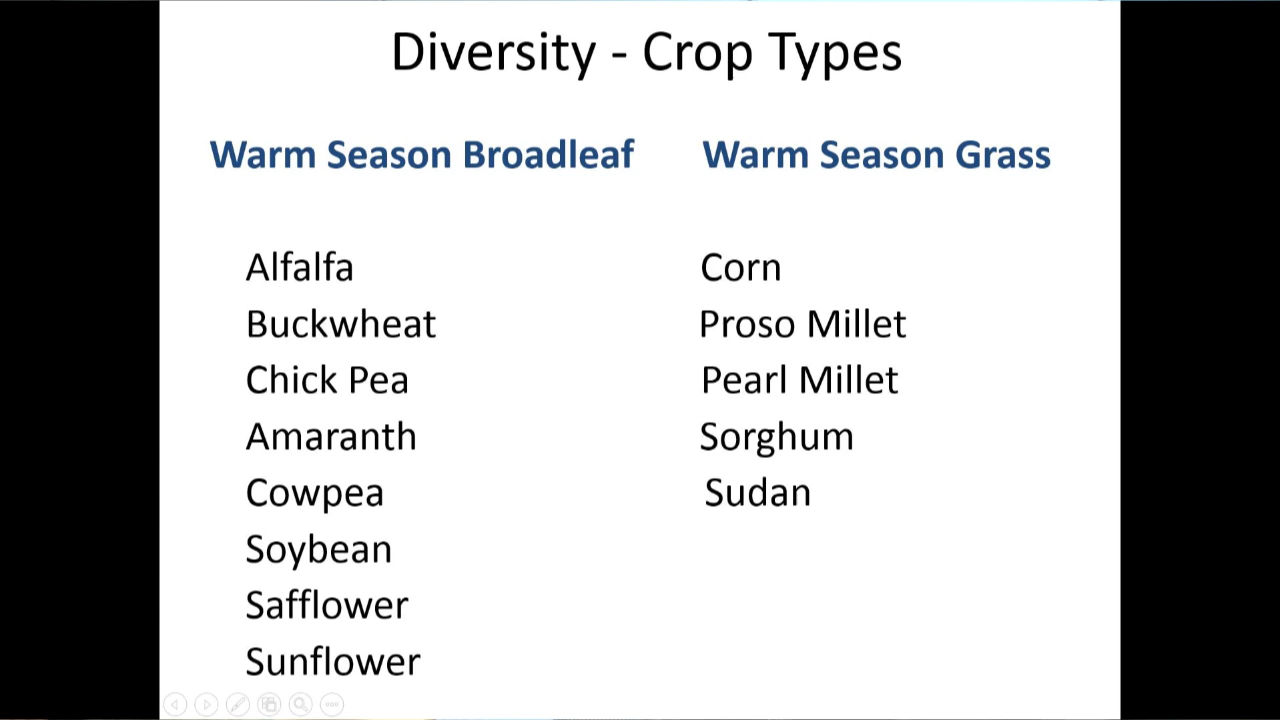 Diversity - Crop Types
Warm Season Broadleaf
Alfalfa
Buckwheat
Chick Pea
Amaranth
Cowpea
Soybean
Safflower
Sunflower
Warm Season Grass
Corn
Proso Millet
Pearl Millet
Sorghum
Sudan